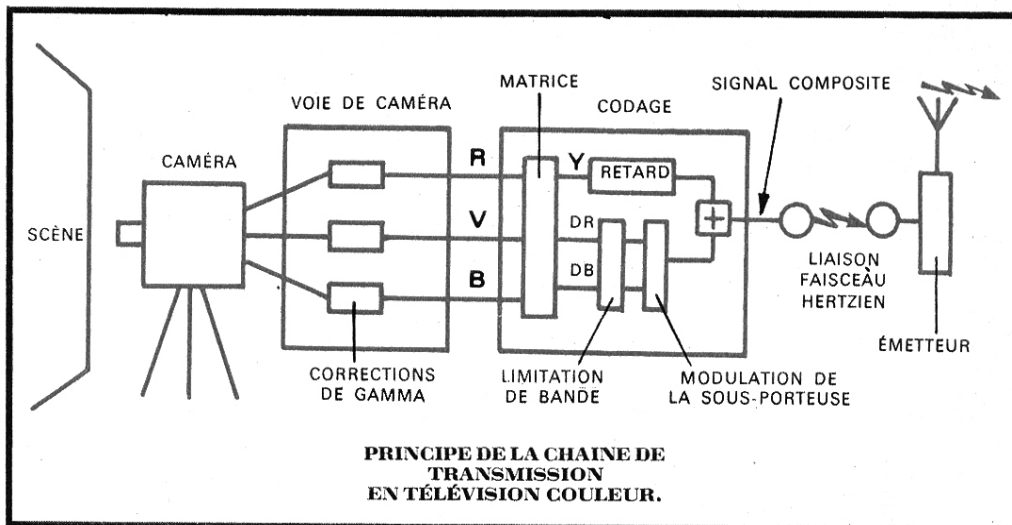 MATRICE
SIGNAL COMPOSITE
VOIE DE CAMÉRA
CODAGE
CAMÉRA
R
Y
RETARD
SCÈNE
V
DR
+
DB
B
LIAISON
FAISCEÀU
HERTZIEN
ÉMETTEUR
CORRECTIONS
DE GAMMA
LIMITATION
DE BANDE
MODULATION DE
LA SOUS-PORTEUSE
PRINCIPE DE LA CHAINE DE
TRANSMISSION
EN TÉLÉVISION COULEUR.